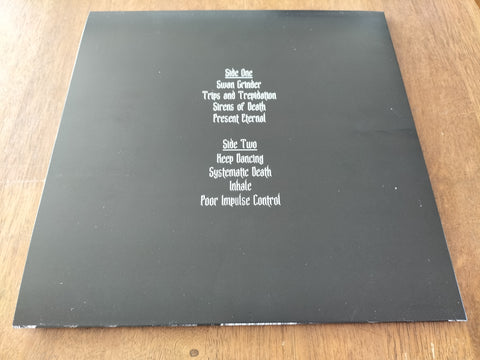 Side One
Swan Grinder
Trips and Trepidation
Sirens of Death
Present Eternal
Side Two
Keep Dancing
Systematic Death
Inhale
Poor Impulse Control